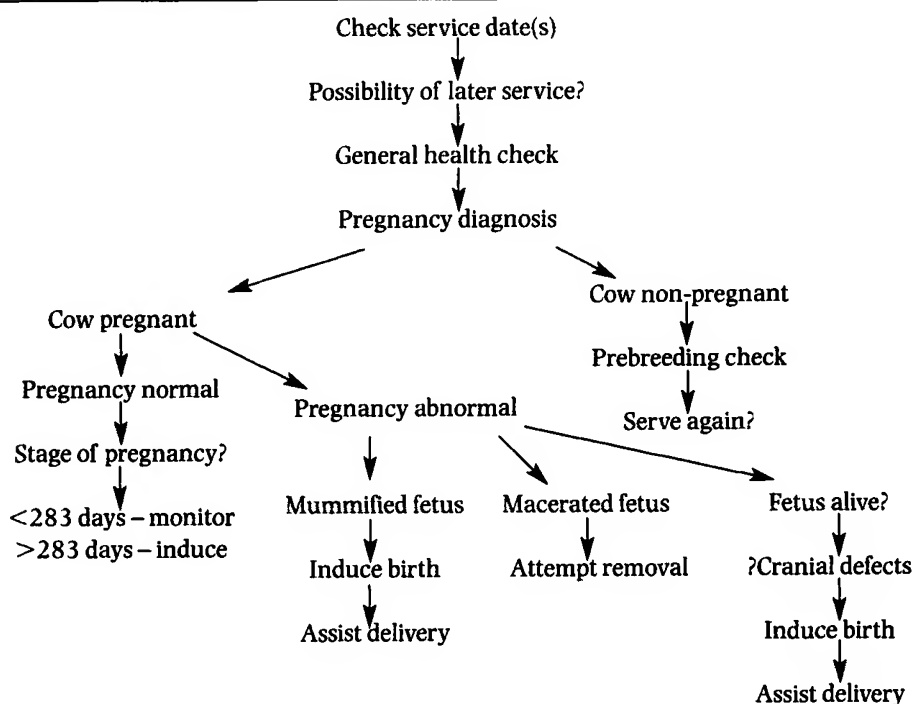 Check service date(s)
Possibility of later service?
General health check
Pregnancy diagnosis
Cow pregnant
Cow non-pregnant
Pregnancy normal
Prebreeding check
Pregnancy abnormal
Serve again?
Stage of pregnancy?
<283 days – monitor
>283 days – induce
Mummified fetus
Macerated fetus
Fetus alive?
Induce birth
Attempt removal
?Cranial defects
Assist delivery
Induce birth
Assist delivery